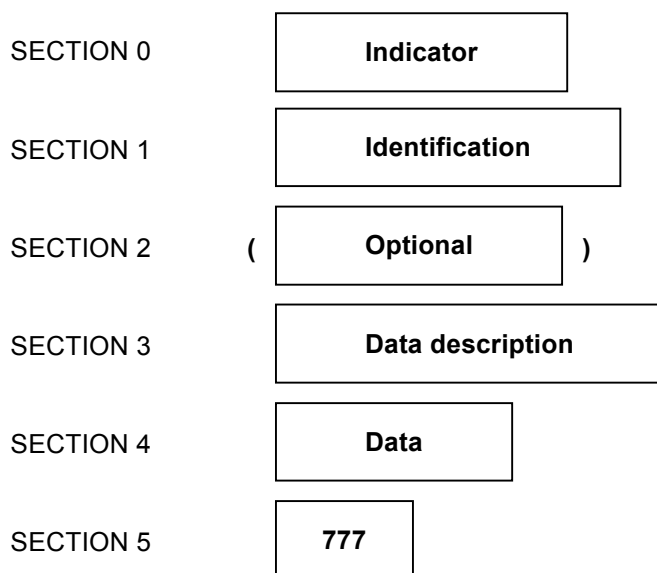 SECTION 0 Indicator
SECTION 1 Identification
SECTION 2 ( Optional )
SECTION 3 Data description
SECTION 4 Data
SECTION 5 777